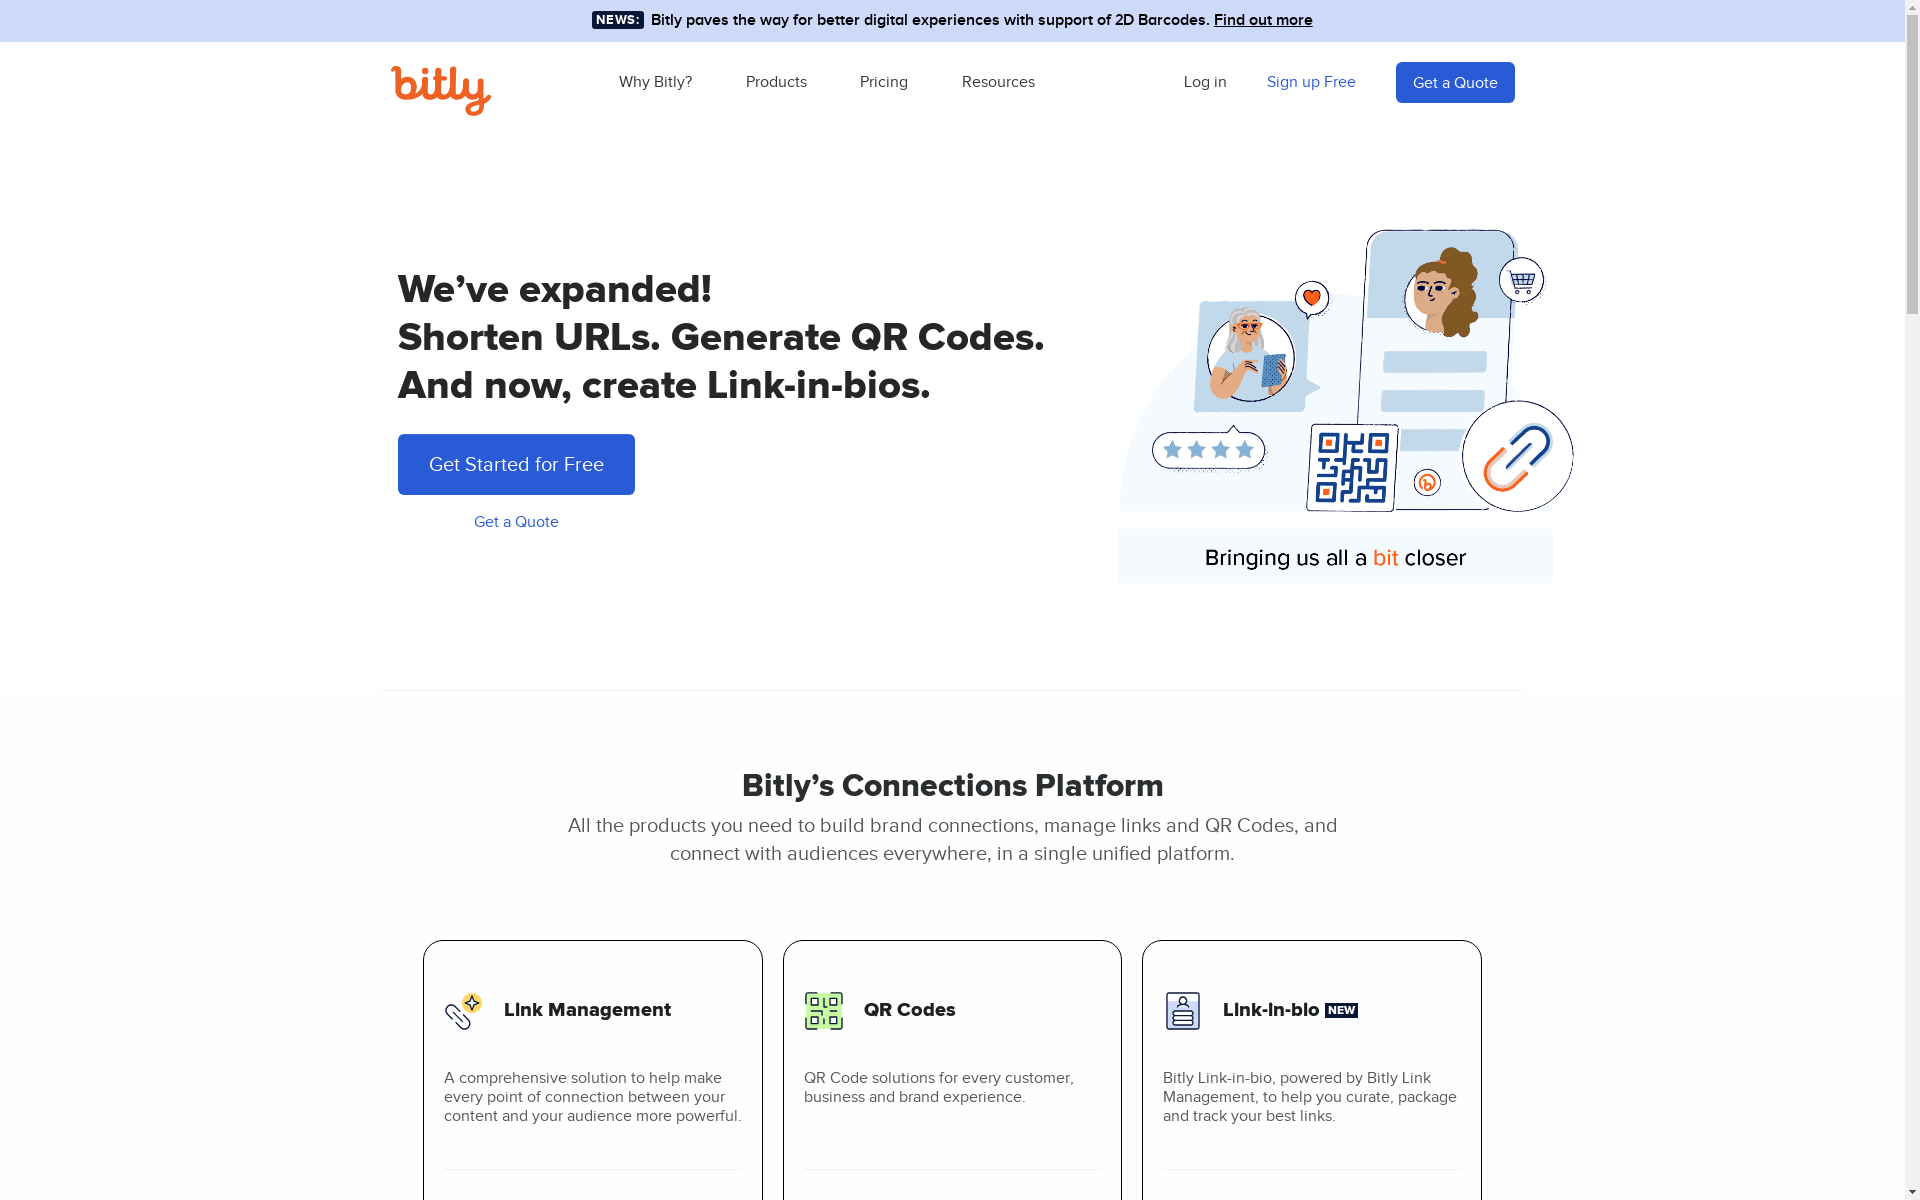 NEWS: Bitly paves the way for better digital experiences with support of 2D Barcodes. Find out more
bitly
Why Bitly?
Products
Pricing
Resources
Log in
Sign up Free
Get a Quote
We’ve expanded!
Shorten URLs. Generate QR Codes.
And now, create Link-in-bios.
Get Started for Free
Get a Quote
Bringing us all a bit closer
Bitly’s Connections Platform
All the products you need to build brand connections, manage links and QR Codes, and
connect with audiences everywhere, in a single unified platform.
Link Management
A comprehensive solution to help make
every point of connection between your
content and your audience more powerful.
QR Codes
QR Code solutions for every customer,
business and brand experience.
Link-in-bio NEW
Bitly Link-in-bio, powered by Bitly Link
Management, to help you curate, package
and track your best links.